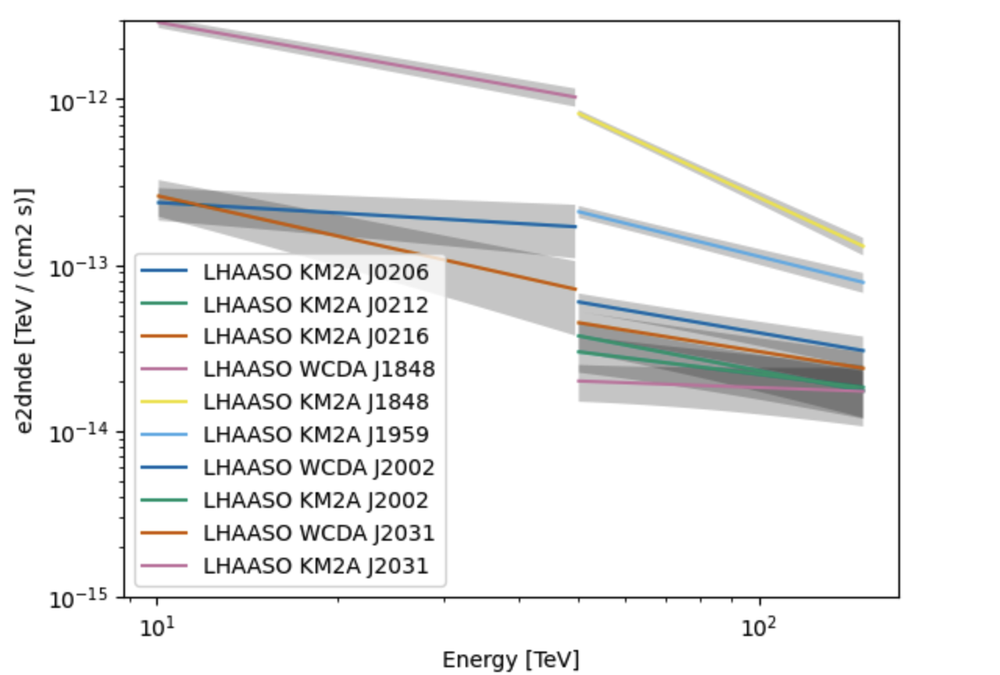 10⁻¹²
10⁻¹³
10⁻¹⁴
10⁻¹⁵
e2dnde [TeV / (cm2 s)]
LHAASO KM2A J0206
LHAASO KM2A J0212
LHAASO KM2A J0216
LHAASO WCDA J1848
LHAASO KM2A J1848
LHAASO KM2A J1959
LHAASO WCDA J2002
LHAASO KM2A J2002
LHAASO WCDA J2031
LHAASO KM2A J2031
10¹
10²
Energy [TeV]